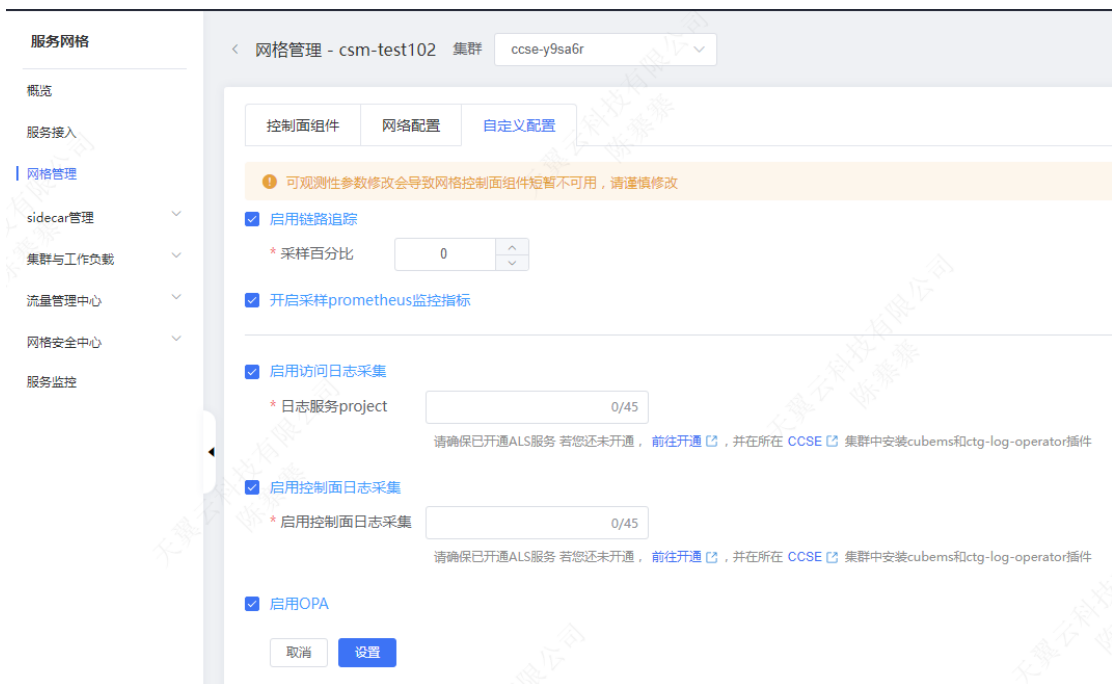 服务网格
概览
服务接入
网格管理
sidecar管理
集群与工作负载
流量管理中心
网格安全中心
服务监控
网格管理 - csm-test102 集群 ccse-y9sa6r
控制面组件 网络配置 自定义配置
可观测性参数修改会导致网格控制面组件短暂不可用，请谨慎修改
启用链路追踪
* 采样百分比 0
开启采样prometheus监控指标
启用访问日志采集
* 日志服务project 0/45
请确保已开通ALS服务 若您还未开通， 前往开通 ，并在所在 CCSE 集群中安装cubems和ctg-log-operator插件
启用控制面日志采集
* 启用控制面日志采集 0/45
请确保已开通ALS服务 若您还未开通， 前往开通 ，并在所在 CCSE 集群中安装cubems和ctg-log-operator插件
启用OPA
取消 设置
天翼云科技有限公司
陈寨寨